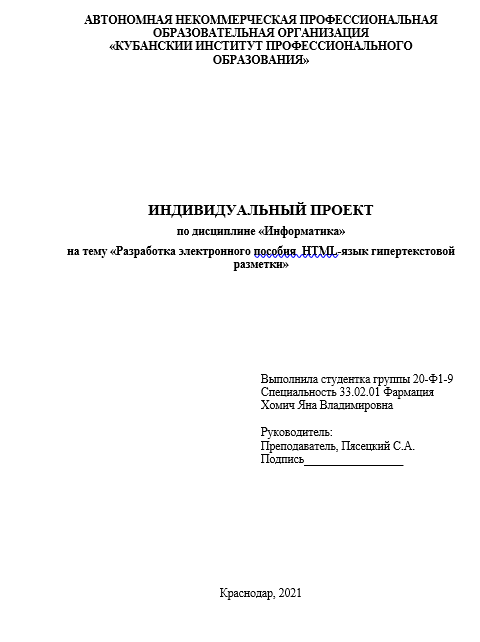 АВТОНОМНАЯ НЕКОММЕРЧЕСКАЯ ПРОФЕССИОНАЛЬНАЯ
ОБРАЗОВАТЕЛЬНАЯ ОРГАНИЗАЦИЯ
«КУБАНСКИИ ИНСТИТУТ ПРОФЕССИОНАЛЬНОГО
ОБРАЗОВАНИЯ»
ИНДИВИДУАЛЬНЫЙ ПРОЕКТ
по дисциплине «Информатика»
на тему «Разработка электронного пособия HTML-язык гипертекстовой
разметки»
Выполнила студентка группы 20-Ф1-9
Специальность 33.02.01 Фармация
Хомич Яна Владимировна
Руководитель:
Преподаватель, Пясецкий С.А.
Подпись__________________
Краснодар, 2021